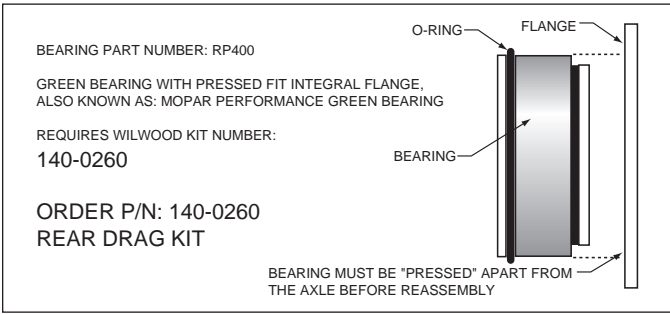 BEARING PART NUMBER: RP400
GREEN BEARING WITH PRESSED FIT INTEGRAL FLANGE,
ALSO KNOWN AS: MOPAR PERFORMANCE GREEN BEARING
REQUIRES WILWOOD KIT NUMBER:
140-0260
ORDER P/N: 140-0260
REAR DRAG KIT
O-RING
FLANGE
BEARING
BEARING MUST BE "PRESSED" APART FROM
THE AXLE BEFORE REASSEMBLY